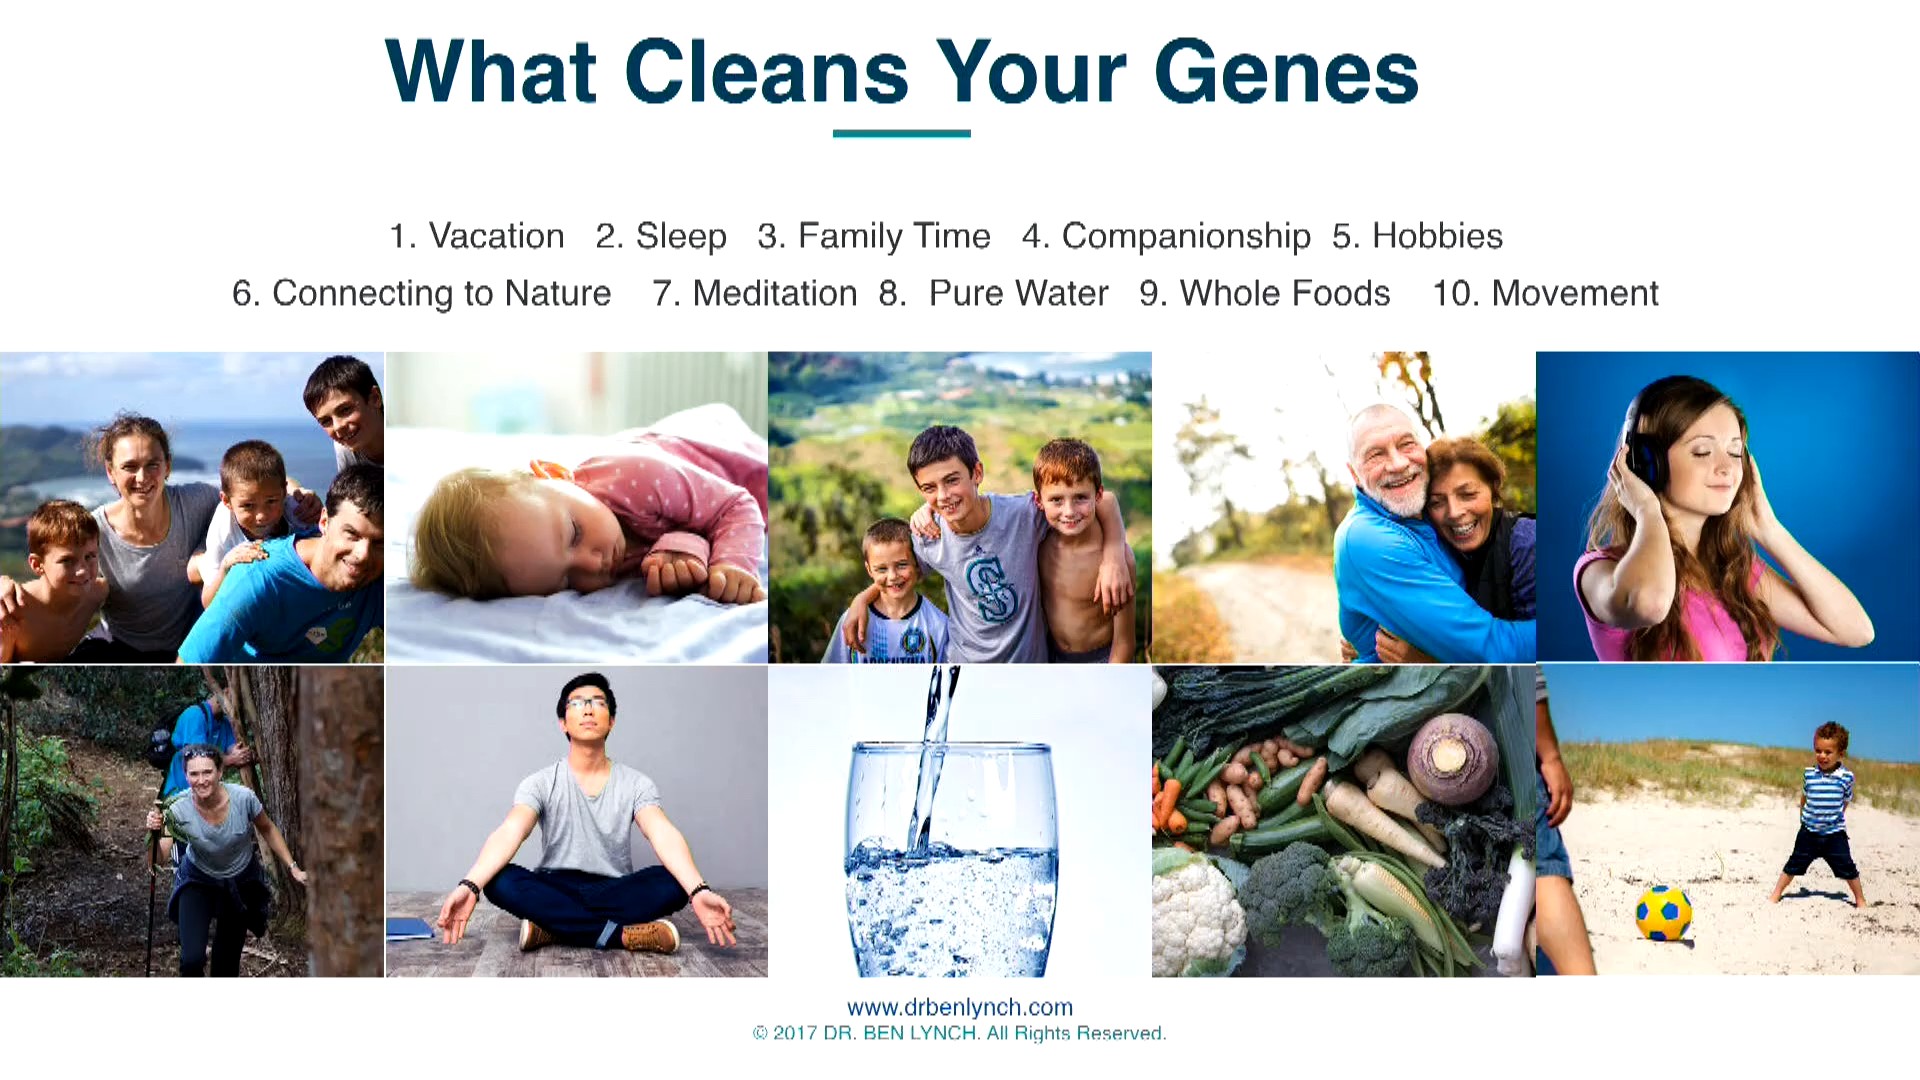 What Cleans Your Genes
1. Vacation 2. Sleep 3. Family Time 4. Companionship 5. Hobbies
6. Connecting to Nature 7. Meditation 8. Pure Water 9. Whole Foods 10. Movement
S
ARGENTINA
www.drbenlynch.com
© 2017 DR. BEN LYNCH. All Rights Reserved.